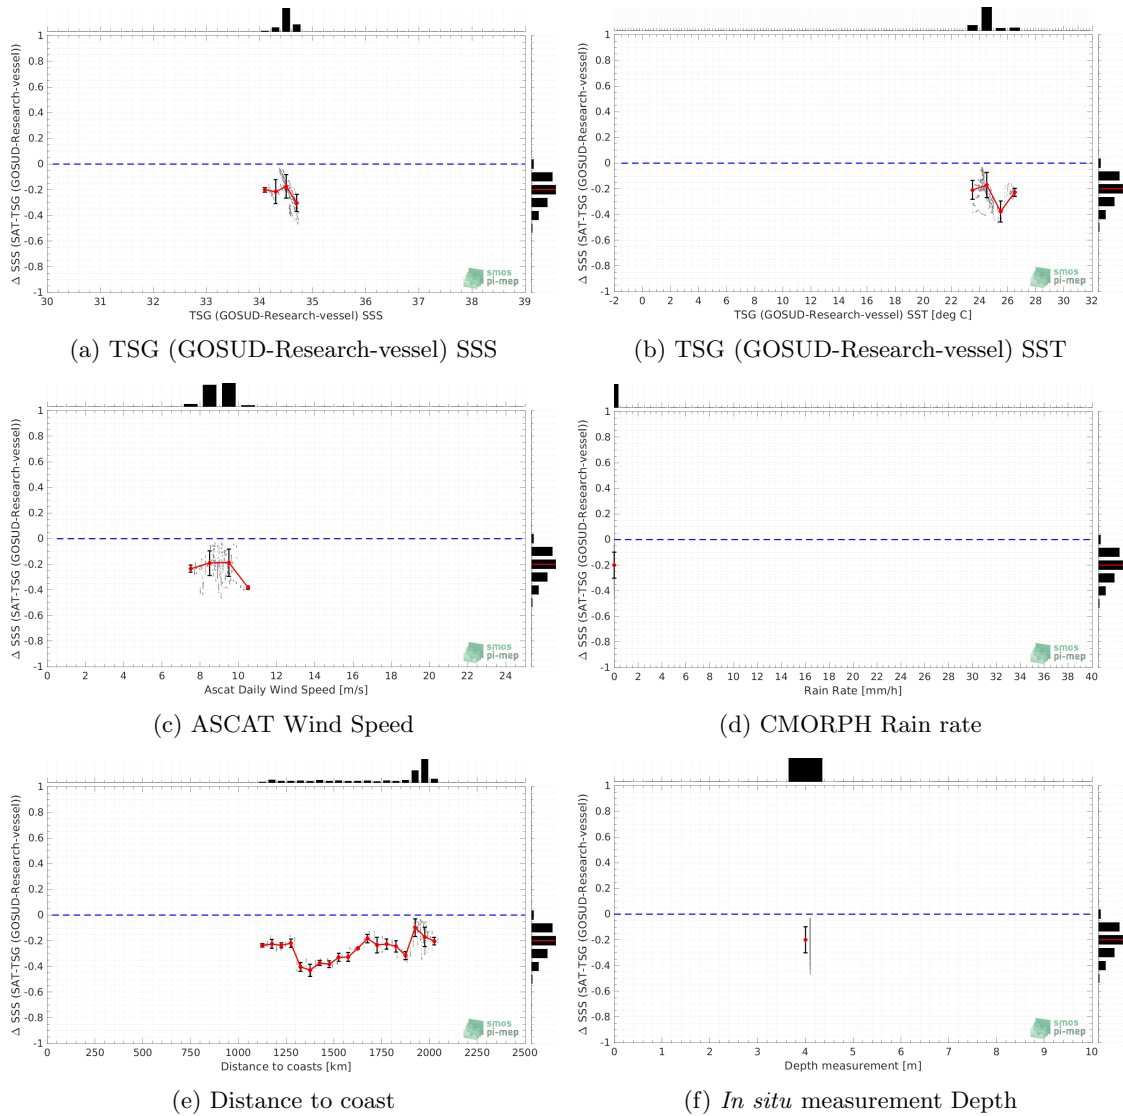 Δ SSS (SAT-TSG (GOSUD-Research-vessel))
1
0.8
0.6
0.4
0.2
0
-0.2
-0.4
-0.6
-0.8
-1
30 31 32 33 34 35 36 37 38 39
TSG (GOSUD-Research-vessel) SSS
smos
pi-mep
(a) TSG (GOSUD-Research-vessel) SSS
Δ SSS (SAT-TSG (GOSUD-Research-vessel))
1
0.8
0.6
0.4
0.2
0
-0.2
-0.4
-0.6
-0.8
-1
-2 0 2 4 6 8 10 12 14 16 18 20 22 24 26 28 30 32
TSG (GOSUD-Research-vessel) SST [deg C]
smos
pi-mep
(b) TSG (GOSUD-Research-vessel) SST
Δ SSS (SAT-TSG (GOSUD-Research-vessel))
1
0.8
0.6
0.4
0.2
0
-0.2
-0.4
-0.6
-0.8
-1
0 2 4 6 8 10 12 14 16 18 20 22 24
Ascat Daily Wind Speed [m/s]
smos
pi-mep
(c) ASCAT Wind Speed
Δ SSS (SAT-TSG (GOSUD-Research-vessel))
1
0.8
0.6
0.4
0.2
0
-0.2
-0.4
-0.6
-0.8
-1
0 2 4 6 8 10 12 14 16 18 20 22 24 26 28 30 32 34 36 38 40
Rain Rate [mm/h]
smos
pi-mep
(d) CMORPH Rain rate
Δ SSS (SAT-TSG (GOSUD-Research-vessel))
1
0.8
0.6
0.4
0.2
0
-0.2
-0.4
-0.6
-0.8
-1
0 250 500 750 1000 1250 1500 1750 2000 2250 2500
Distance to coasts [km]
smos
pi-mep
(e) Distance to coast
Δ SSS (SAT-TSG (GOSUD-Research-vessel))
1
0.8
0.6
0.4
0.2
0
-0.2
-0.4
-0.6
-0.8
-1
0 1 2 3 4 5 6 7 8 9 10
Depth measurement [m]
smos
pi-mep
(f) In situ measurement Depth